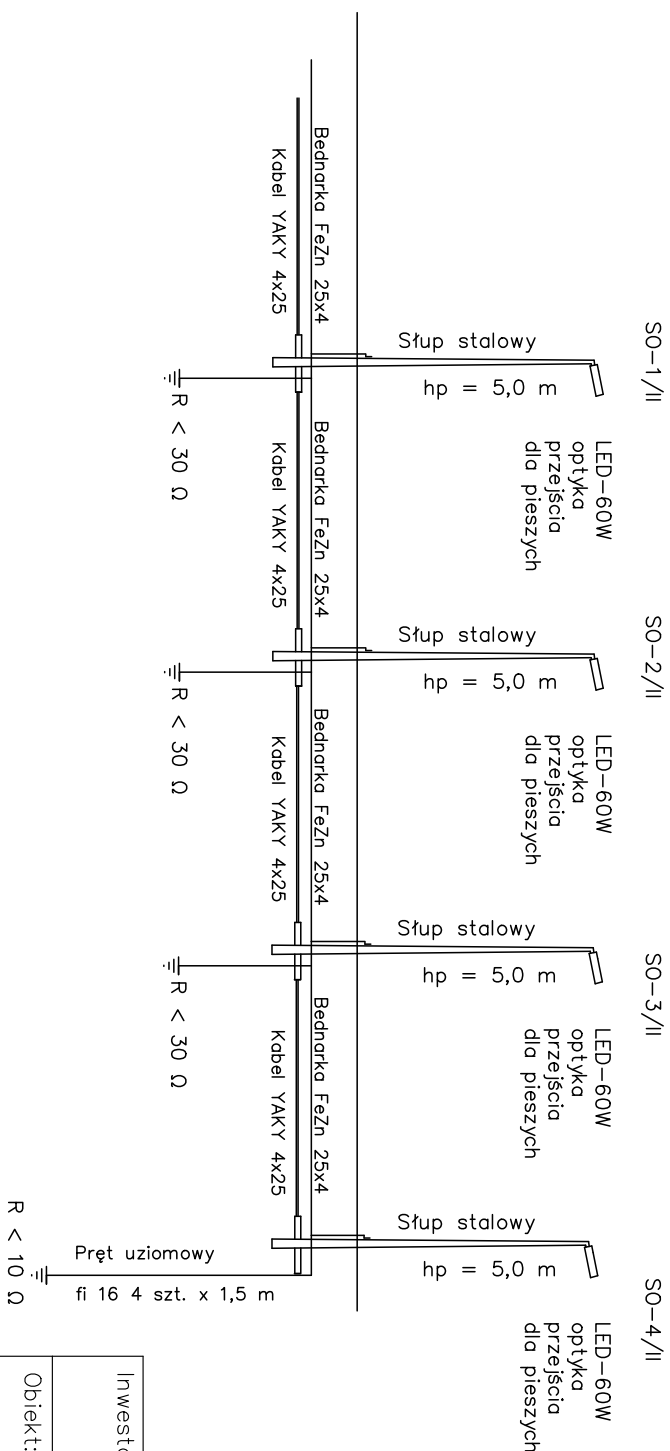 SO-1/II
SO-2/II
SO-3/II
SO-4/II
LED-60W
optyka
przejścia
dla pieszych
LED-60W
optyka
przejścia
dla pieszych
LED-60W
optyka
przejścia
dla pieszych
LED-60W
optyka
przejścia
dla pieszych
Słup stalowy
hp = 5,0 m
Słup stalowy
hp = 5,0 m
Słup stalowy
hp = 5,0 m
Słup stalowy
hp = 5,0 m
Bednarka FeZn 25x4
Kabel YAKY 4x25
Bednarka FeZn 25x4
Kabel YAKY 4x25
Bednarka FeZn 25x4
Kabel YAKY 4x25
Bednarka FeZn 25x4
Kabel YAKY 4x25
R < 30 Ω
R < 30 Ω
R < 30 Ω
Pręt uziomowy
fi 16 4 szt. x 1,5 m
R < 10 Ω
Obiekt: